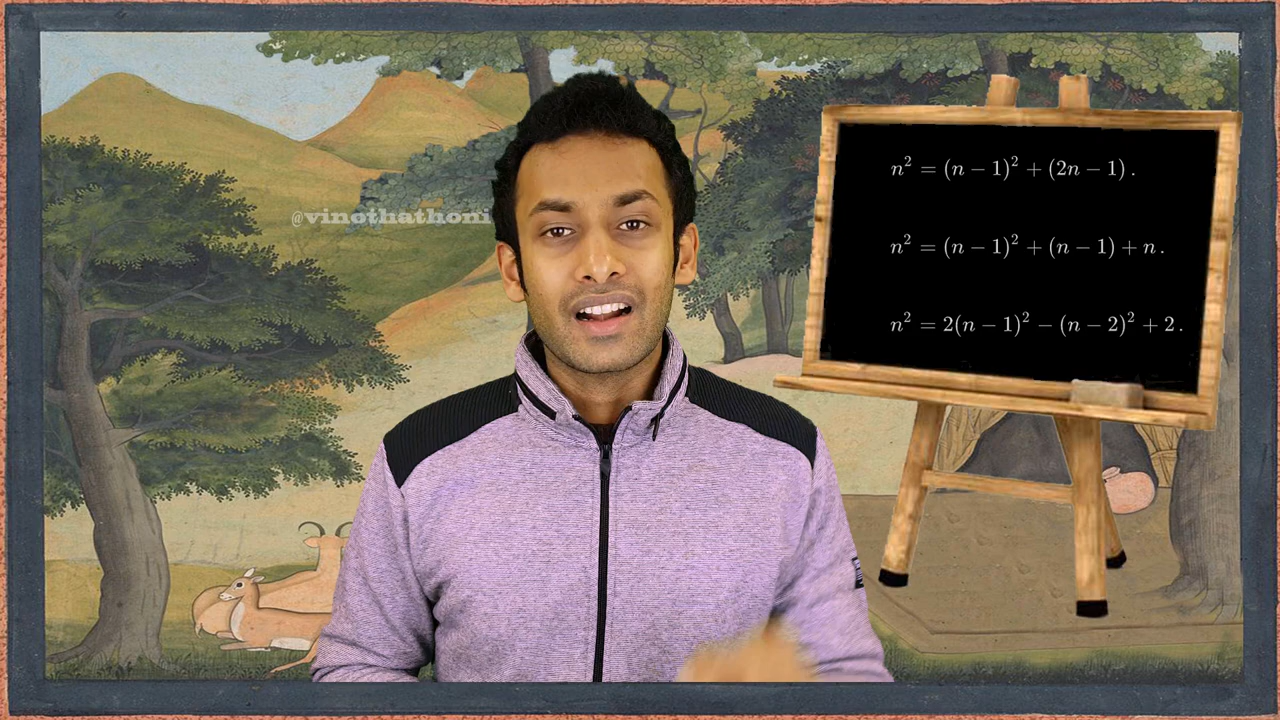 @vinothathoni
n² = (n − 1)² + (2n − 1) .
n² = (n − 1)² + (n − 1) + n .
n² = 2(n − 1)² − (n − 2)² + 2 .